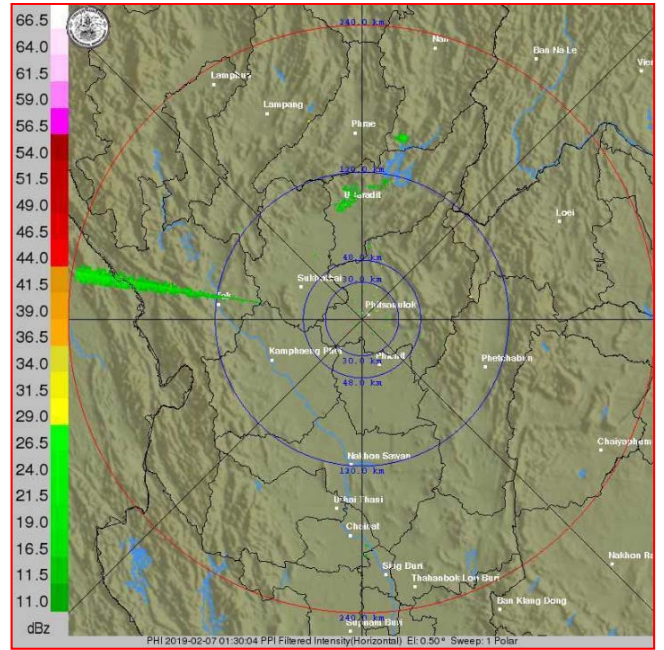 66.5
64.0
61.5
59.0
56.5
54.0
51.5
49.0
46.5
44.0
41.5
39.0
36.5
34.0
31.5
29.0
26.5
24.0
21.5
19.0
16.5
11.5
11.0
dBz
240.0 km
Nan
Ban Na Le
Lampang
Phrae
120.0 km
Loei
48.0 km
30.0 km
Sukhothai
Phitsanulok
Kamphaeng Phet
Phichit
30.0 km
48.0 km
Phetchabun
Chaiyaphum
Nakhon Sawan
120.0 km
Uthai Thani
Chainat
Sing Buri
Thahanbok Lop Buri
Ban Klang Dong
240.0 km
PHI 2019-02-07 01:30:04 PPI Filtered Intensity(Horizontal) El: 0.50° Sweep: 1 Polar